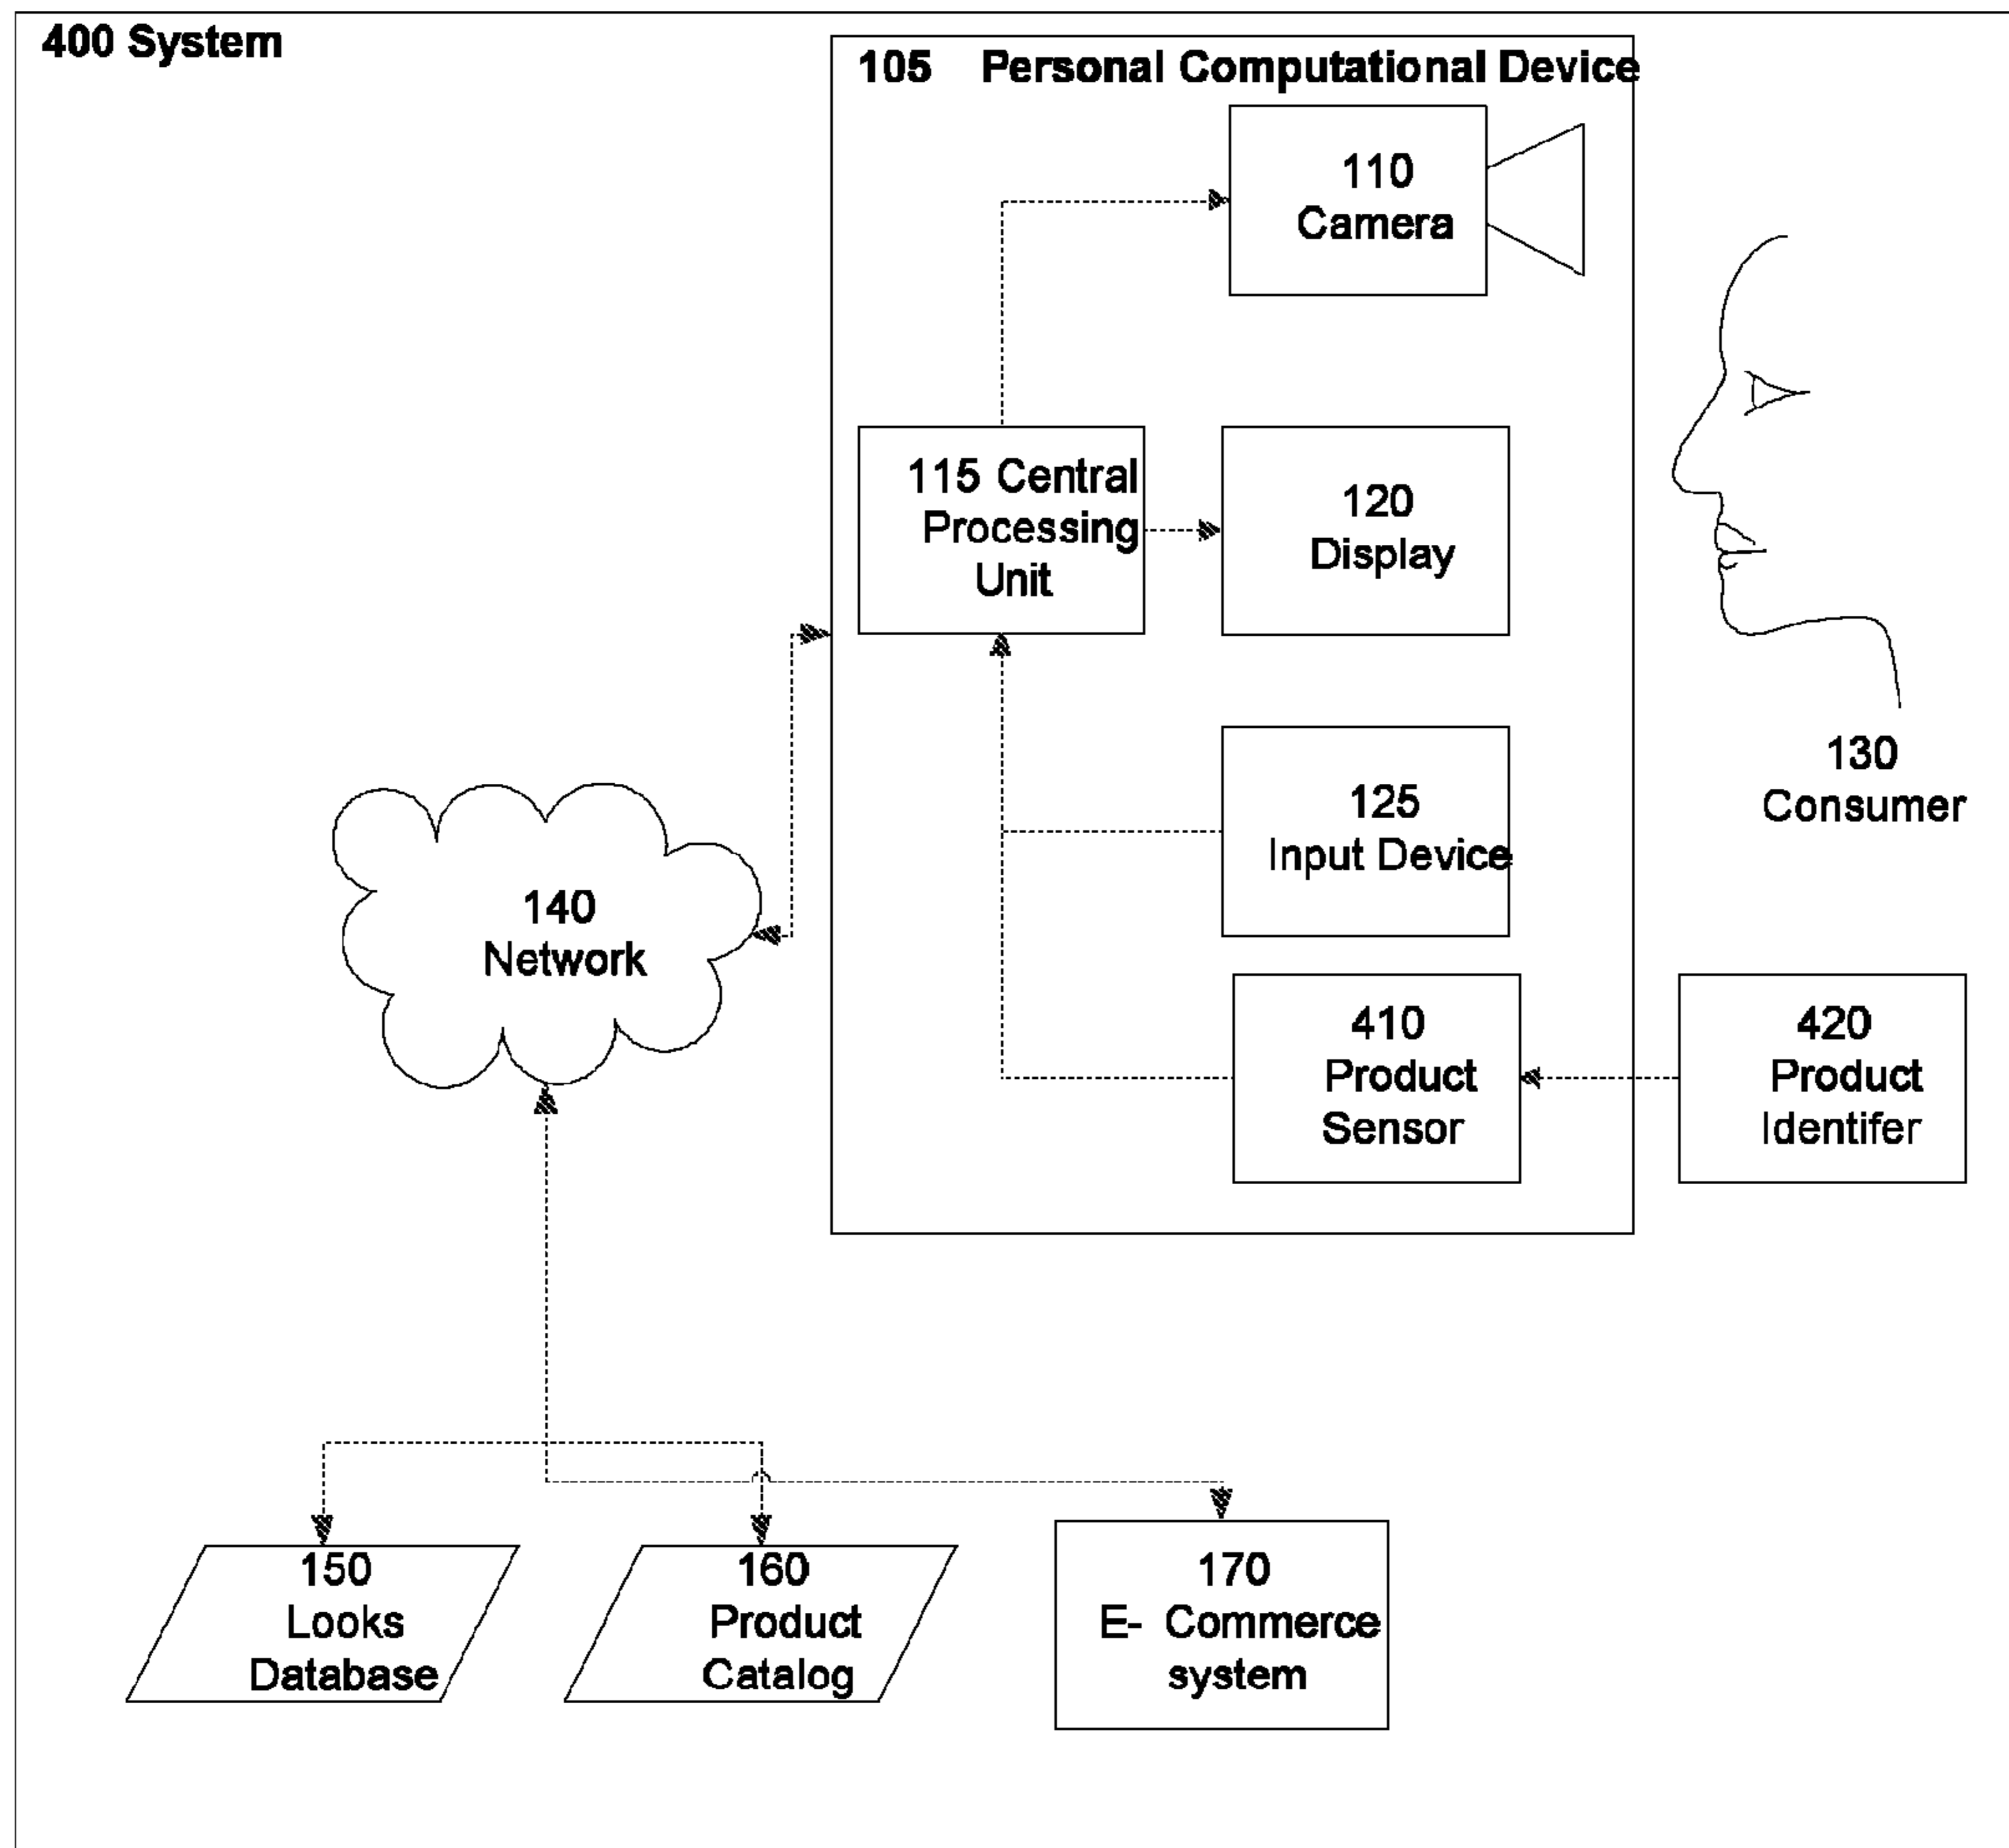 400 System
105 Personal Computational Device
110
Camera
115 Central
Processing
Unit
120
Display
130
Consumer
125
Input Device
140
Network
410
Product
Sensor
420
Product
Identifer
150
Looks
Database
160
Product
Catalog
170
E- Commerce
system